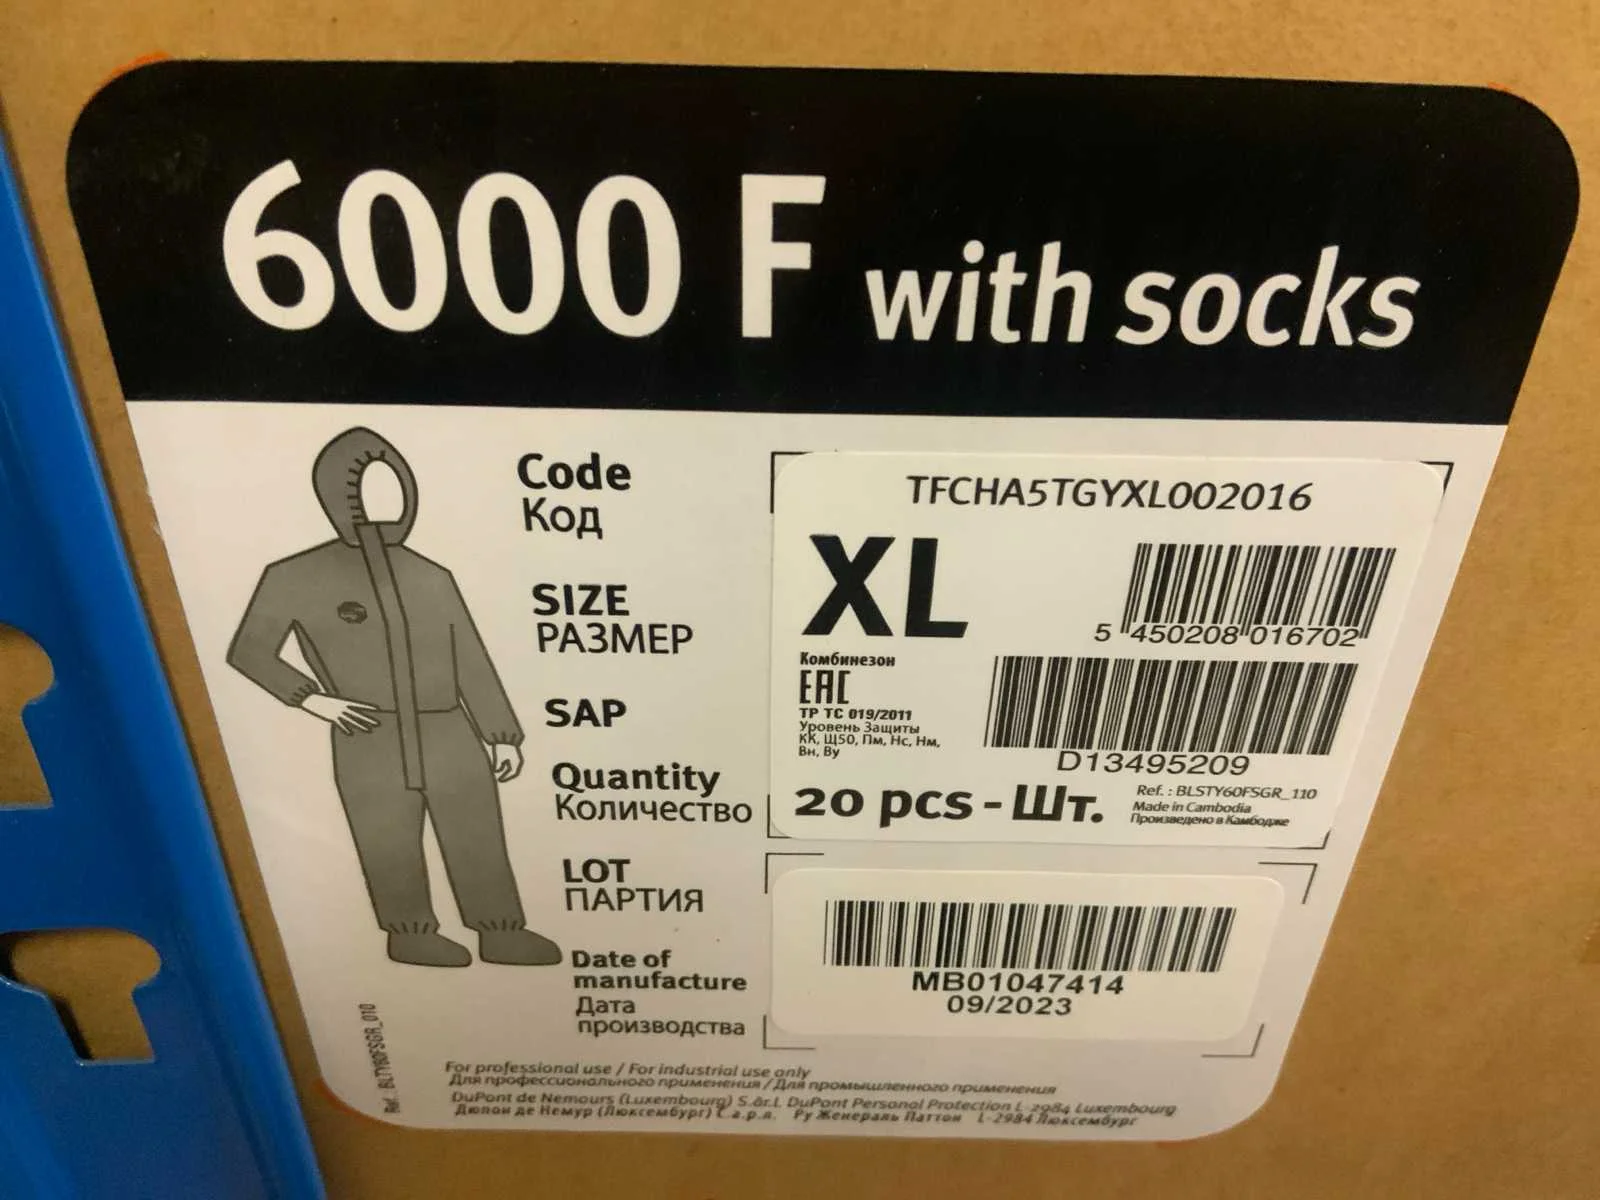 6000 F with socks
Code
Код
SIZE
РАЗМЕР
SAP
Quantity
Количество
LOT
ПАРТИЯ
Date of
manufacture
Дата
производства
TFCHA5TGYXL002016
XL
5 450208 016702
Комбинезон
EAC
ТР ТС 019/2011
Уровень Защиты
КК, Щ50, Пм, Нс, Нм,
Вн, Ву
D13495209
20 pcs - Шт.
Ref. : BLSTY60FSGR_110
Made in Cambodia
Произведено в Камбодже
MB01047414
09/2023
Ref.: BLTY60FSGR_010
For professional use / For industrial use only
Для профессионального применения / Для промышленного применения
DuPont de Nemours (Luxembourg) S.àr.l. DuPont Personal Protection L-2984 Luxembourg
Дюпон де Немур (Люксембург) С.а.р.л. Ру Женераль Паттон L-2984 Люксембург